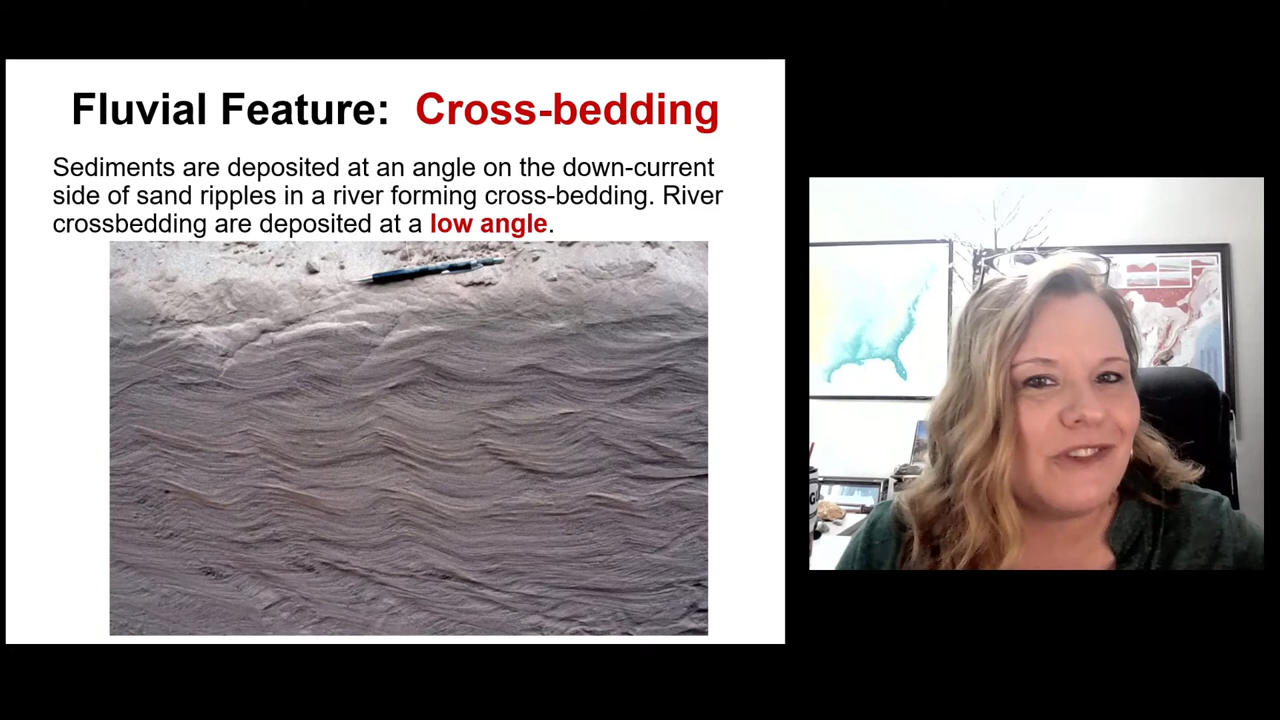 Fluvial Feature: Cross-bedding
Sediments are deposited at an angle on the down-current
side of sand ripples in a river forming cross-bedding. River
crossbedding are deposited at a low angle.